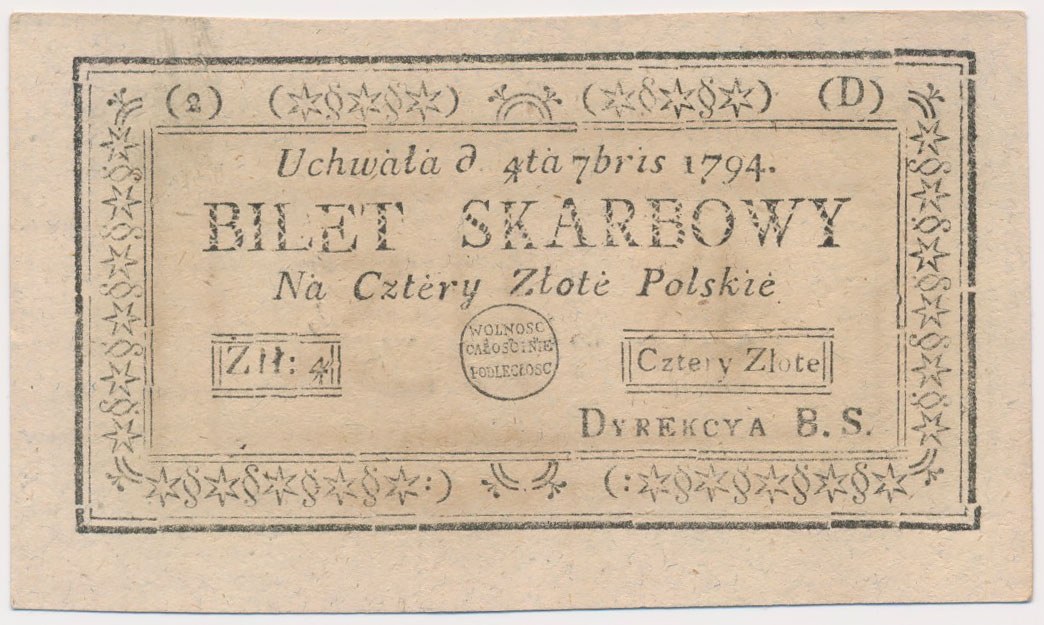 (2) (D)
Uchwała d 4ta 7bris 1794.
BILET SKARBOWY
Na Cztery Złote Polskie
WOLNOSC
CAŁOSC I NIE
PODLEGŁOSC
Złł: 4
Cztery Złote
DYREKCYA B. S.